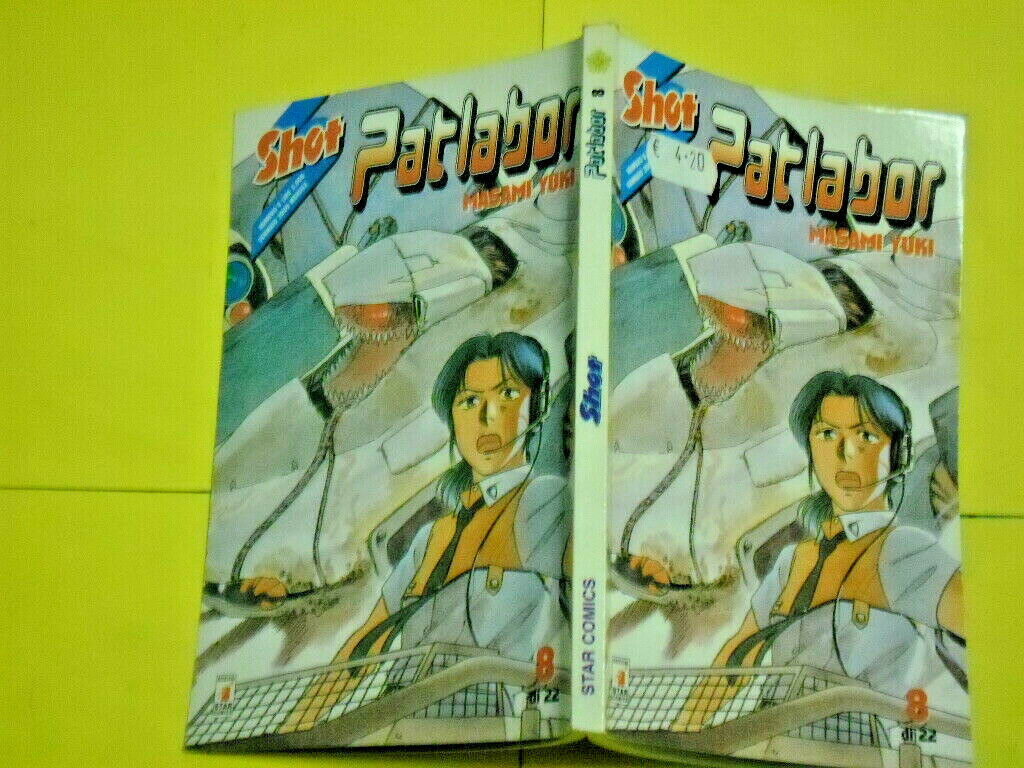 Shot
Patlabor
MASAMI YUKI
8
di 22
STAR
Patlabor 8
Shot
STAR COMICS
Shot
€ 4.20
Patlabor
MASAMI YUKI
8
di 22